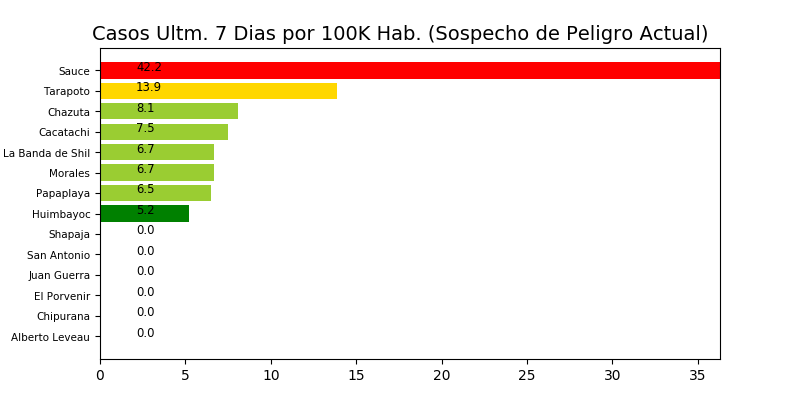 Casos Ultm. 7 Dias por 100K Hab. (Sospecho de Peligro Actual)
Sauce 42.2
Tarapoto 13.9
Chazuta 8.1
Cacatachi 7.5
La Banda de Shil 6.7
Morales 6.7
Papaplaya 6.5
Huimbayoc 5.2
Shapaja 0.0
San Antonio 0.0
Juan Guerra 0.0
El Porvenir 0.0
Chipurana 0.0
Alberto Leveau 0.0
0 5 10 15 20 25 30 35